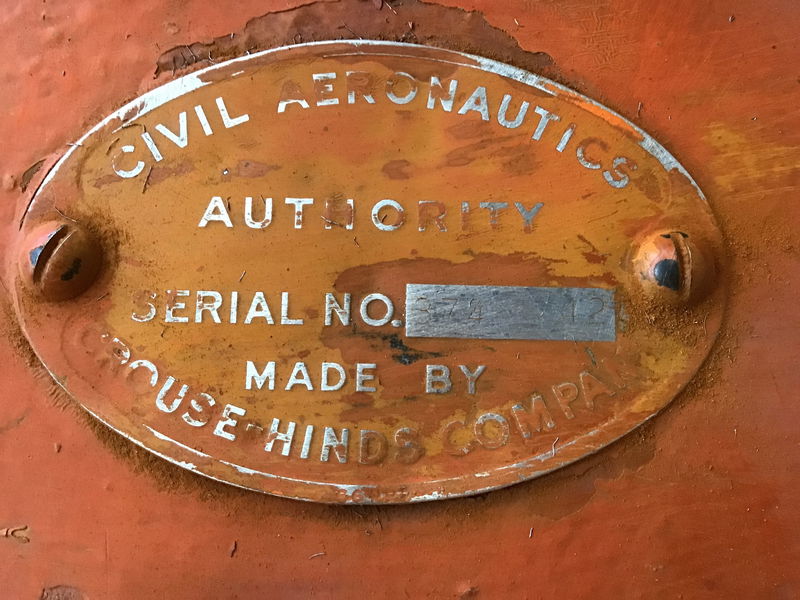 CIVIL AERONAUTICS
AUTHORITY
SERIAL NO.
MADE BY
CROUSE-HINDS COMPANY